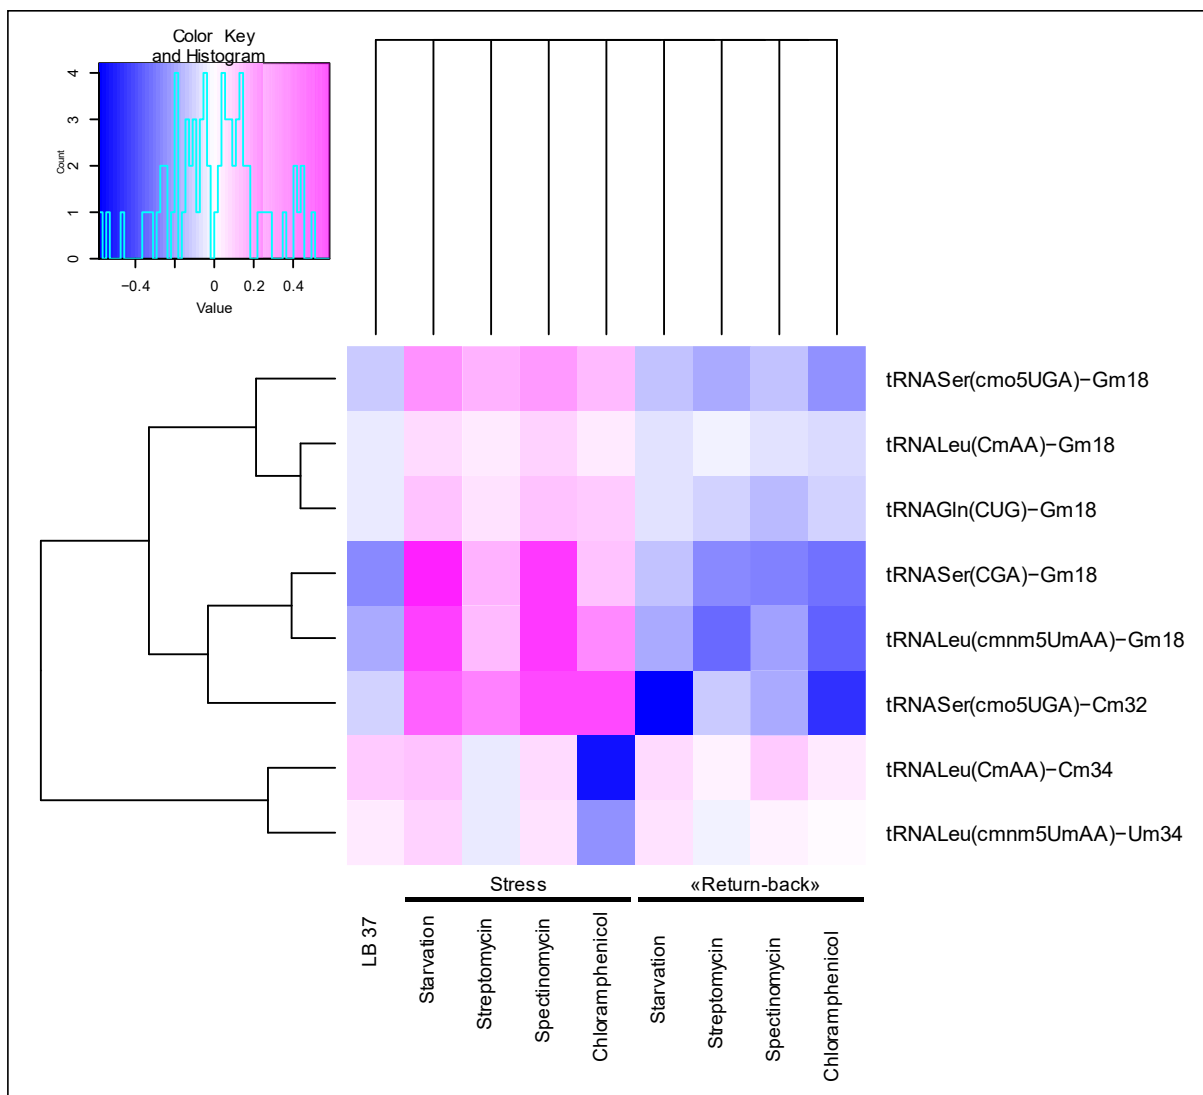 Color Key
and Histogram
Count
0
1
2
3
4
−0.4
0
0.2
0.4
Value
tRNASer(cmo5UGA)−Gm18
tRNALeu(CmAA)−Gm18
tRNAGln(CUG)−Gm18
tRNASer(CGA)−Gm18
tRNALeu(cmnm5UmAA)−Gm18
tRNASer(cmo5UGA)−Cm32
tRNALeu(CmAA)−Cm34
tRNALeu(cmnm5UmAA)−Um34
Stress
«Return-back»
LB 37
Starvation
Streptomycin
Spectinomycin
Chloramphenicol
Starvation
Streptomycin
Spectinomycin
Chlorampheniсol